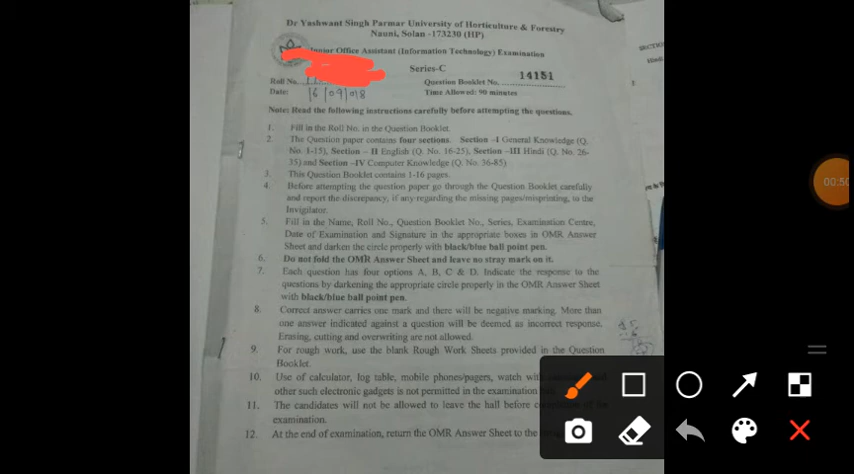 Dr Yashwant Singh Parmar University of Horticulture & Forestry
Nauni, Solan -173230 (HP)
Junior Office Assistant (Information Technology) Examination
Series-C
Roll No.
Question Booklet No. 14151
Date: 16/09/018
Time Allowed: 90 minutes
Note: Read the following instructions carefully before attempting the questions.
1. Fill in the Roll No. in the Question Booklet.
2. The Question paper contains four sections. Section -I General Knowledge (Q.
No. 1-15), Section – II English (Q. No. 16-25), Section –III Hindi (Q. No. 26-
35) and Section –IV Computer Knowledge (Q. No. 36-85)
3. This Question Booklet contains 1-16 pages.
4. Before attempting the question paper go through the Question Booklet carefully
and report the discrepancy, if any regarding the missing pages/misprinting, to the
Invigilator.
5. Fill in the Name, Roll No., Question Booklet No., Series, Examination Centre,
Date of Examination and Signature in the appropriate boxes in OMR Answer
Sheet and darken the circle properly with black/blue ball point pen.
6. Do not fold the OMR Answer Sheet and leave no stray mark on it.
7. Each question has four options A, B, C & D. Indicate the response to the
questions by darkening the appropriate circle properly in the OMR Answer Sheet
with black/blue ball point pen.
8. Correct answer carries one mark and there will be negative marking. More than
one answer indicated against a question will be deemed as incorrect response.
Erasing, cutting and overwriting are not allowed.
9. For rough work, use the blank Rough Work Sheets provided in the Question
Booklet.
10. Use of calculator, log table, mobile phones/pagers, watch with and
other such electronic gadgets is not permitted in the examination
11. The candidates will not be allowed to leave the hall before of the
examination.
12. At the end of examination, return the OMR Answer Sheet to the
SECTION
Hindi
00:50